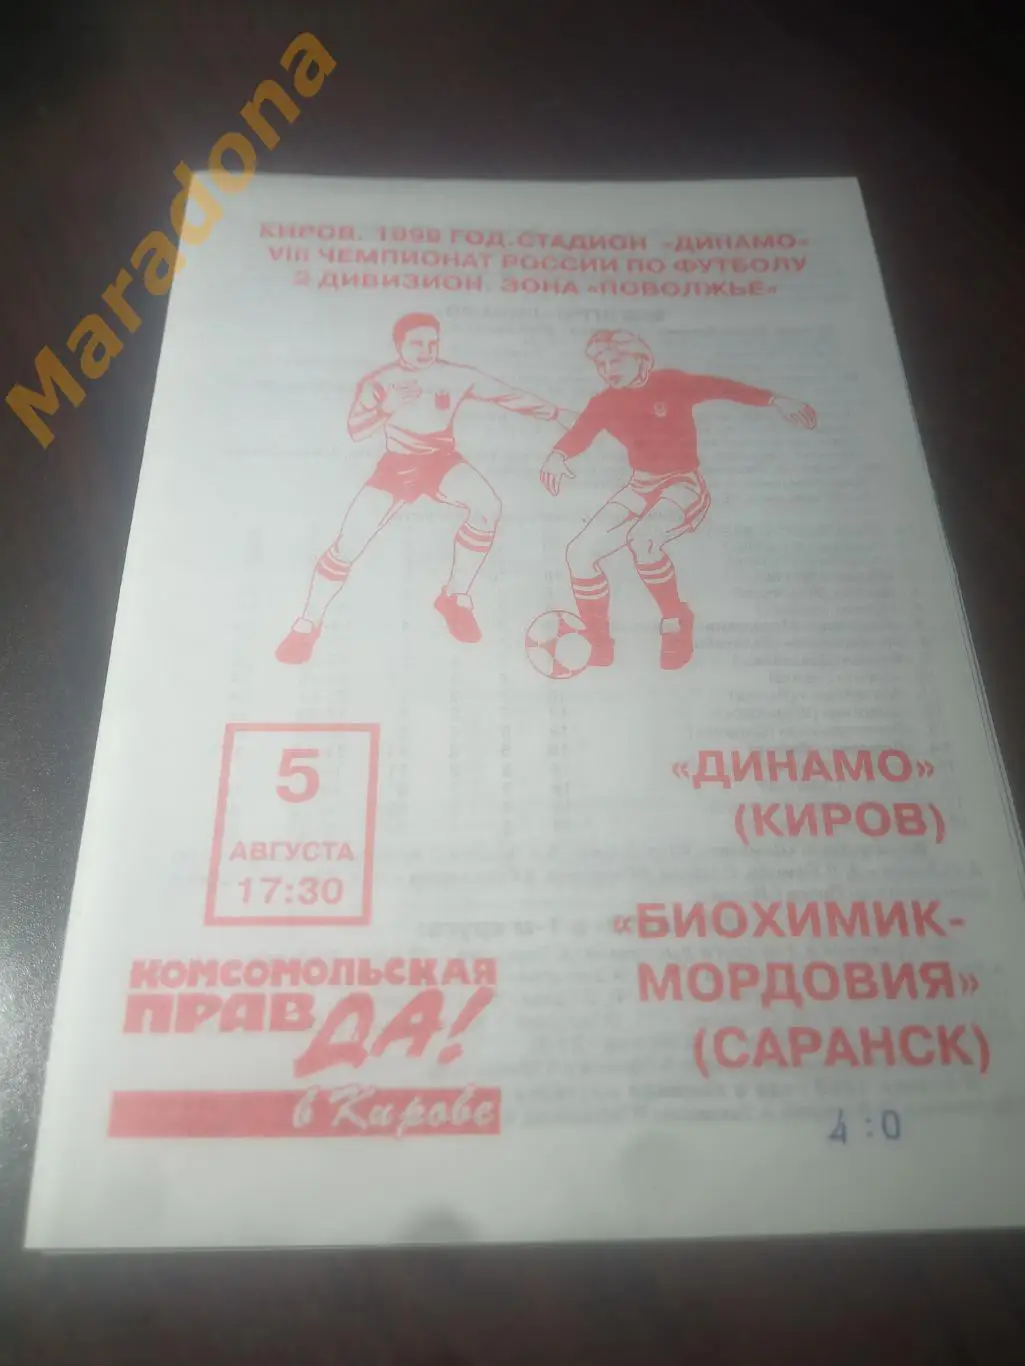 Maradona
КИРОВ. 1999 ГОД. СТАДИОН «ДИНАМО»
VIII ЧЕМПИОНАТ РОССИИ ПО ФУТБОЛУ
2 ДИВИЗИОН. ЗОНА «ПОВОЛЖЬЕ»
5
АВГУСТА
17:30
«ДИНАМО»
(КИРОВ)
«БИОХИМИК-
МОРДОВИЯ»
(САРАНСК)
4:0
КОМСОМОЛЬСКАЯ
ПРАВДА!
в Кирове